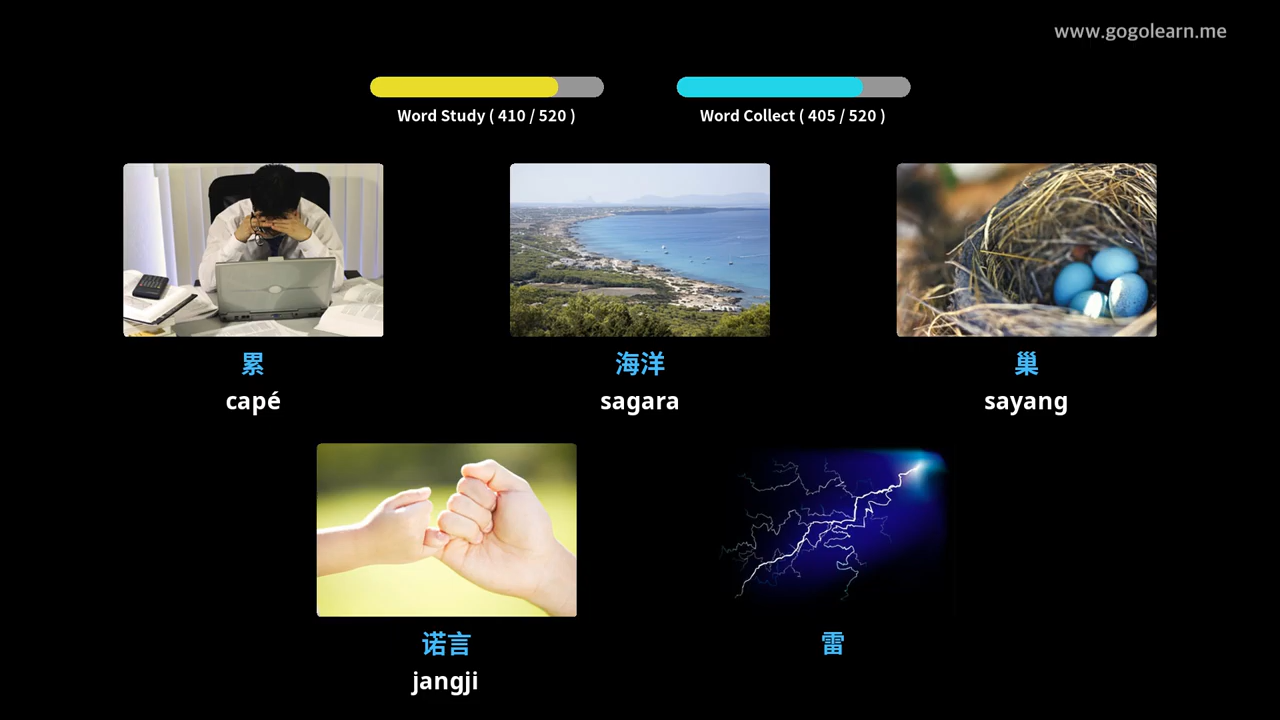 www.gogolearn.me
Word Study ( 410 / 520 )
Word Collect ( 405 / 520 )
累
capé
海洋
sagara
巢
sayang
诺言
jangji
雷